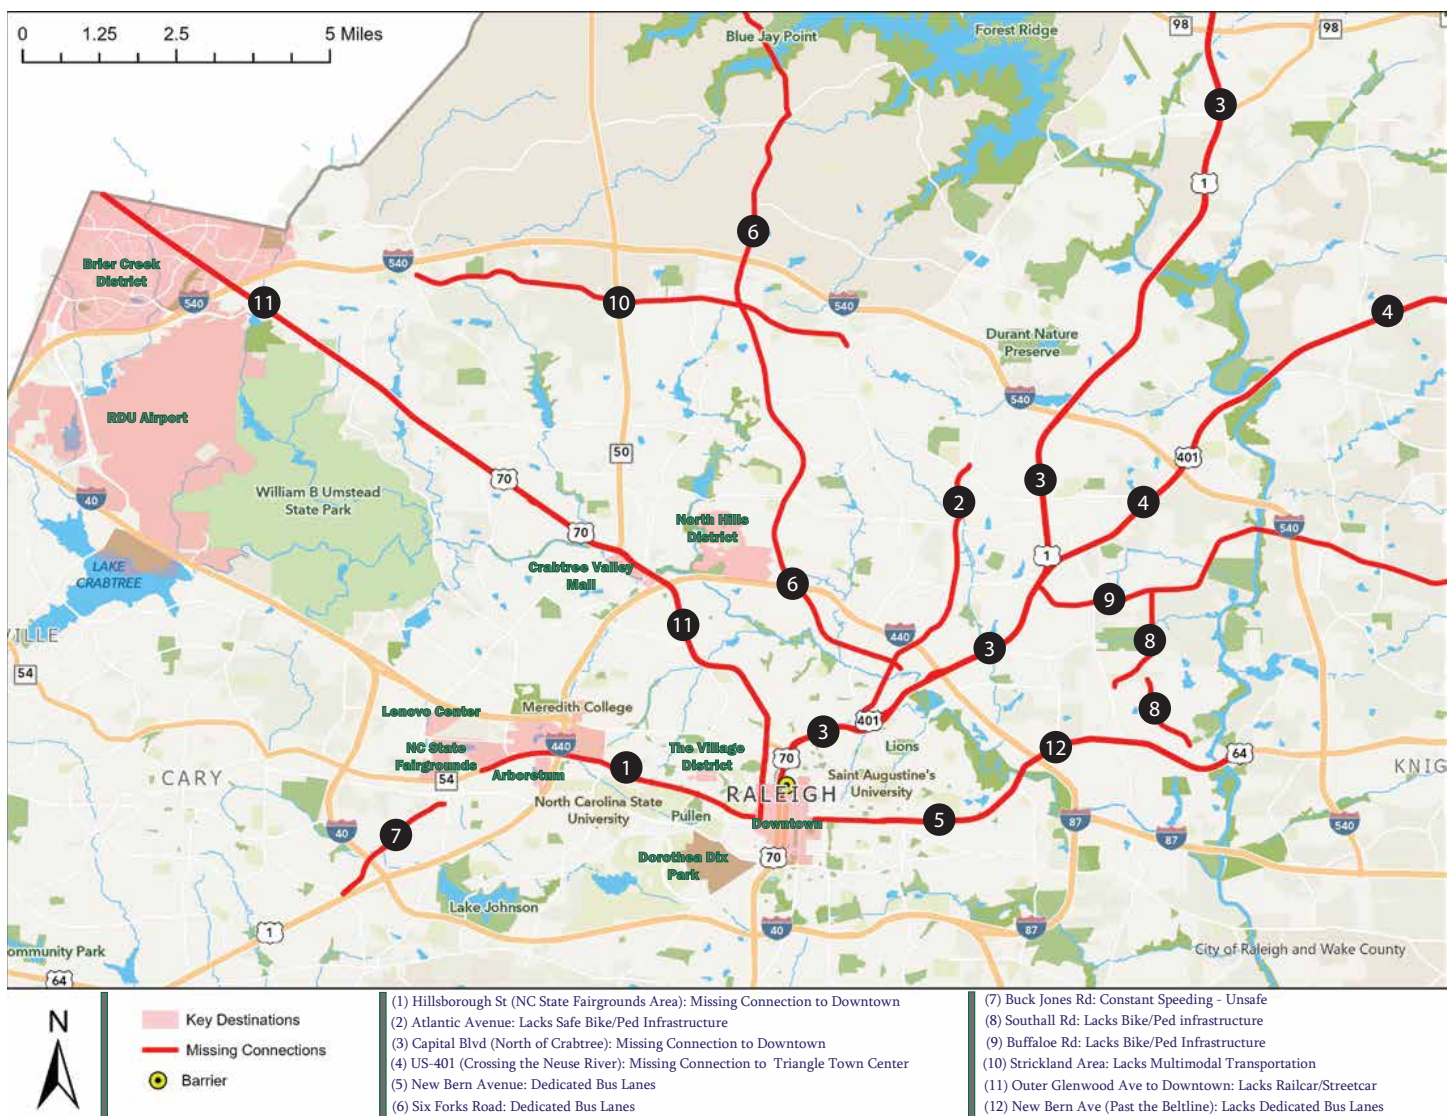 0 1.25 2.5 5 Miles
Blue Jay Point
Forest Ridge
98
98
3
1
6
Brier Creek
District
540
540
11
10
540
4
Durant Nature
Preserve
RDU Airport
540
50
401
70
3
4
2
40
William B Umstead
State Park
North Hills
District
70
540
LAKE
CRABTREE
Crabtree Valley
Mall
1
6
9
VILLE
11
440
3
8
54
Lenovo Center
Meredith College
401
8
NC State
Fairgrounds
440
The Village
District
3
Lions
12
64
CARY
54
Arboretum
1
70
Saint Augustine's
University
KNIG
RALEIGH
North Carolina State
University
Pullen
Downtown
5
7
40
87
87
540
Dorothea Dix
Park
70
Lake Johnson
1
40
87
ommunity Park
City of Raleigh and Wake County
64
N
Key Destinations
Missing Connections
Barrier
(1) Hillsborough St (NC State Fairgrounds Area): Missing Connection to Downtown
(2) Atlantic Avenue: Lacks Safe Bike/Ped Infrastructure
(3) Capital Blvd (North of Crabtree): Missing Connection to Downtown
(4) US-401 (Crossing the Neuse River): Missing Connection to Triangle Town Center
(5) New Bern Avenue: Dedicated Bus Lanes
(6) Six Forks Road: Dedicated Bus Lanes
(7) Buck Jones Rd: Constant Speeding - Unsafe
(8) Southall Rd: Lacks Bike/Ped infrastructure
(9) Buffaloe Rd: Lacks Bike/Ped Infrastructure
(10) Strickland Area: Lacks Multimodal Transportation
(11) Outer Glenwood Ave to Downtown: Lacks Railcar/Streetcar
(12) New Bern Ave (Past the Beltline): Lacks Dedicated Bus Lanes